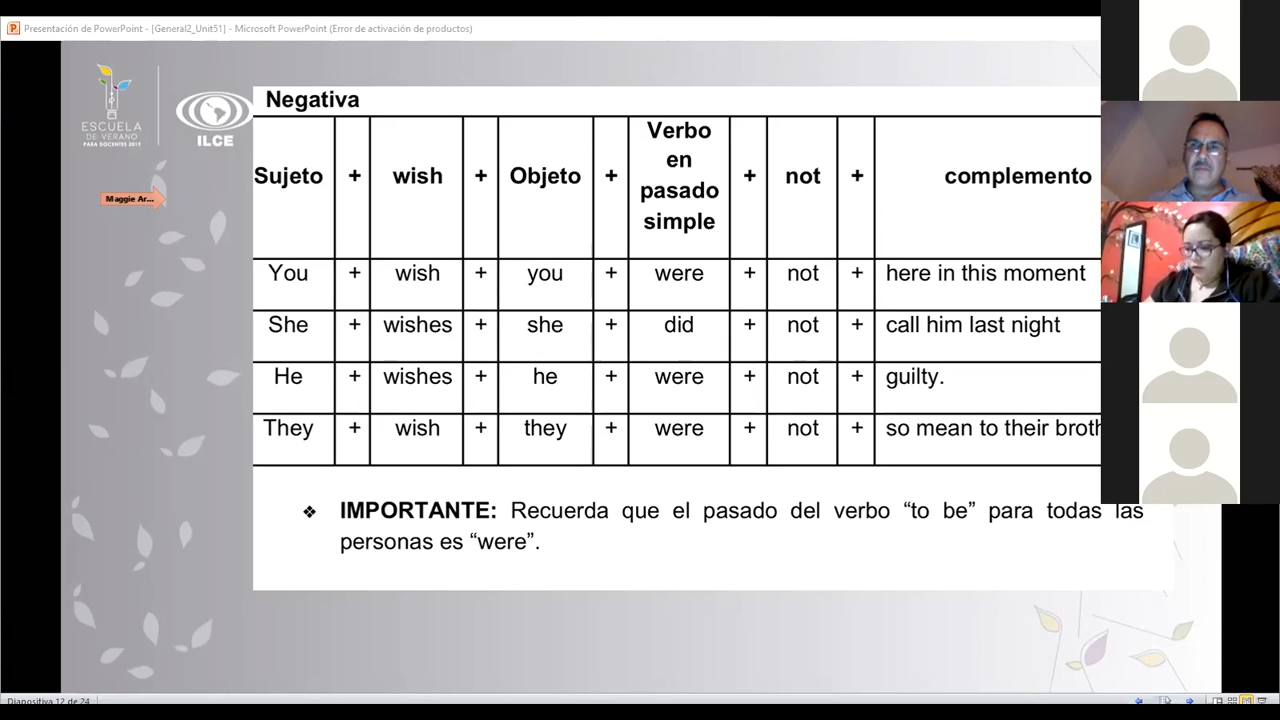 Presentación de PowerPoint - [General2_Unit51] - Microsoft PowerPoint (Error de activación de productos)
ESCUELA
DE VERANO
PARA DOCENTES 2019
ILCE
Maggie Ar...
Negativa
Sujeto + wish + Objeto + Verbo en pasado simple + not + complemento
You + wish + you + were + not + here in this moment
She + wishes + she + did + not + call him last night
He + wishes + he + were + not + guilty.
They + wish + they + were + not + so mean to their broth
❖ IMPORTANTE: Recuerda que el pasado del verbo “to be” para todas las
personas es “were”.
Diapositiva 12 de 24